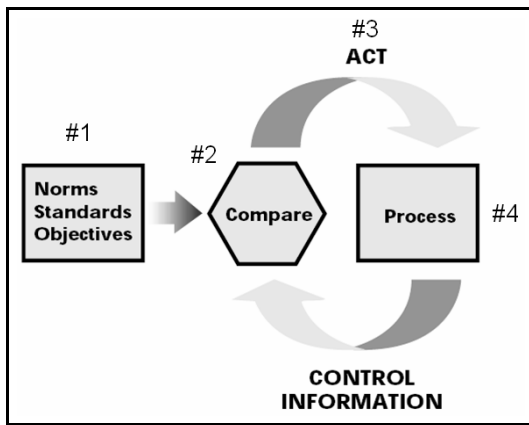 #3
ACT
#1
#2
Norms
Standards
Objectives
Compare
Process
#4
CONTROL
INFORMATION